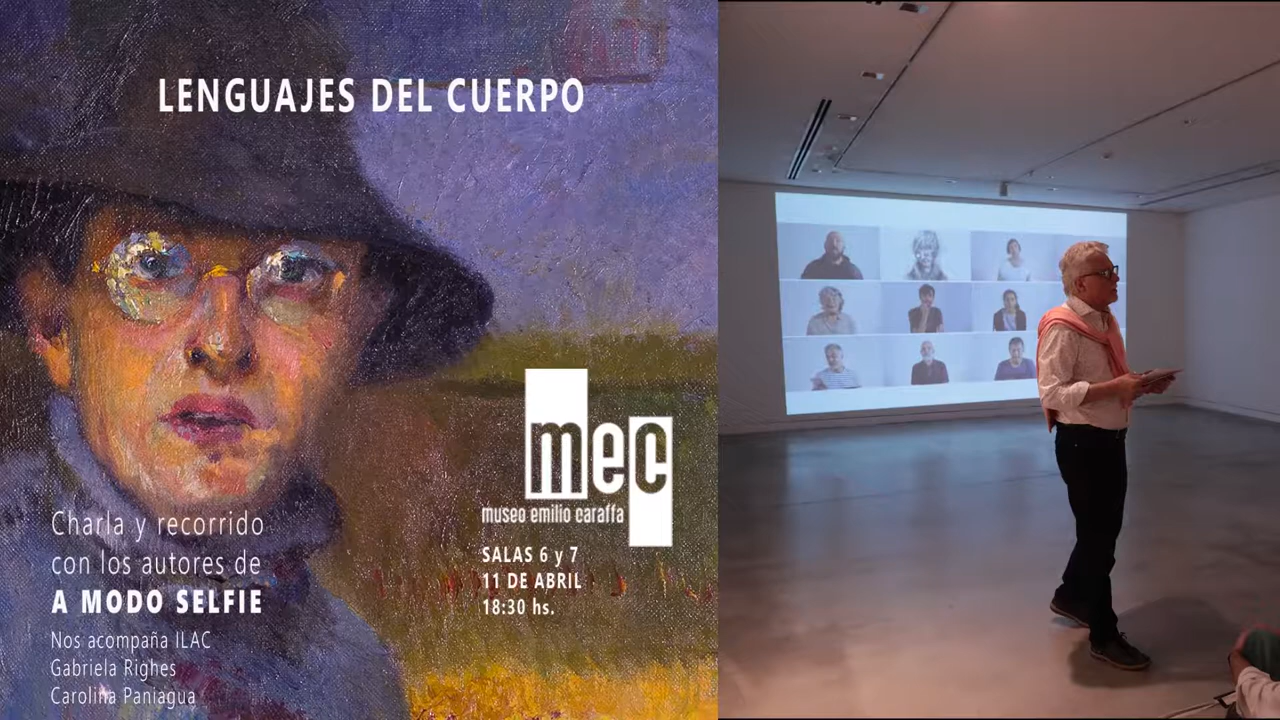 LENGUAJES DEL CUERPO
mec
museo emilio caraffa
SALAS 6 y 7
11 DE ABRIL
18:30 hs.
Charla y recorrido
con los autores de
A MODO SELFIE
Nos acompaña ILAC
Gabriela Righes
Carolina Paniagua